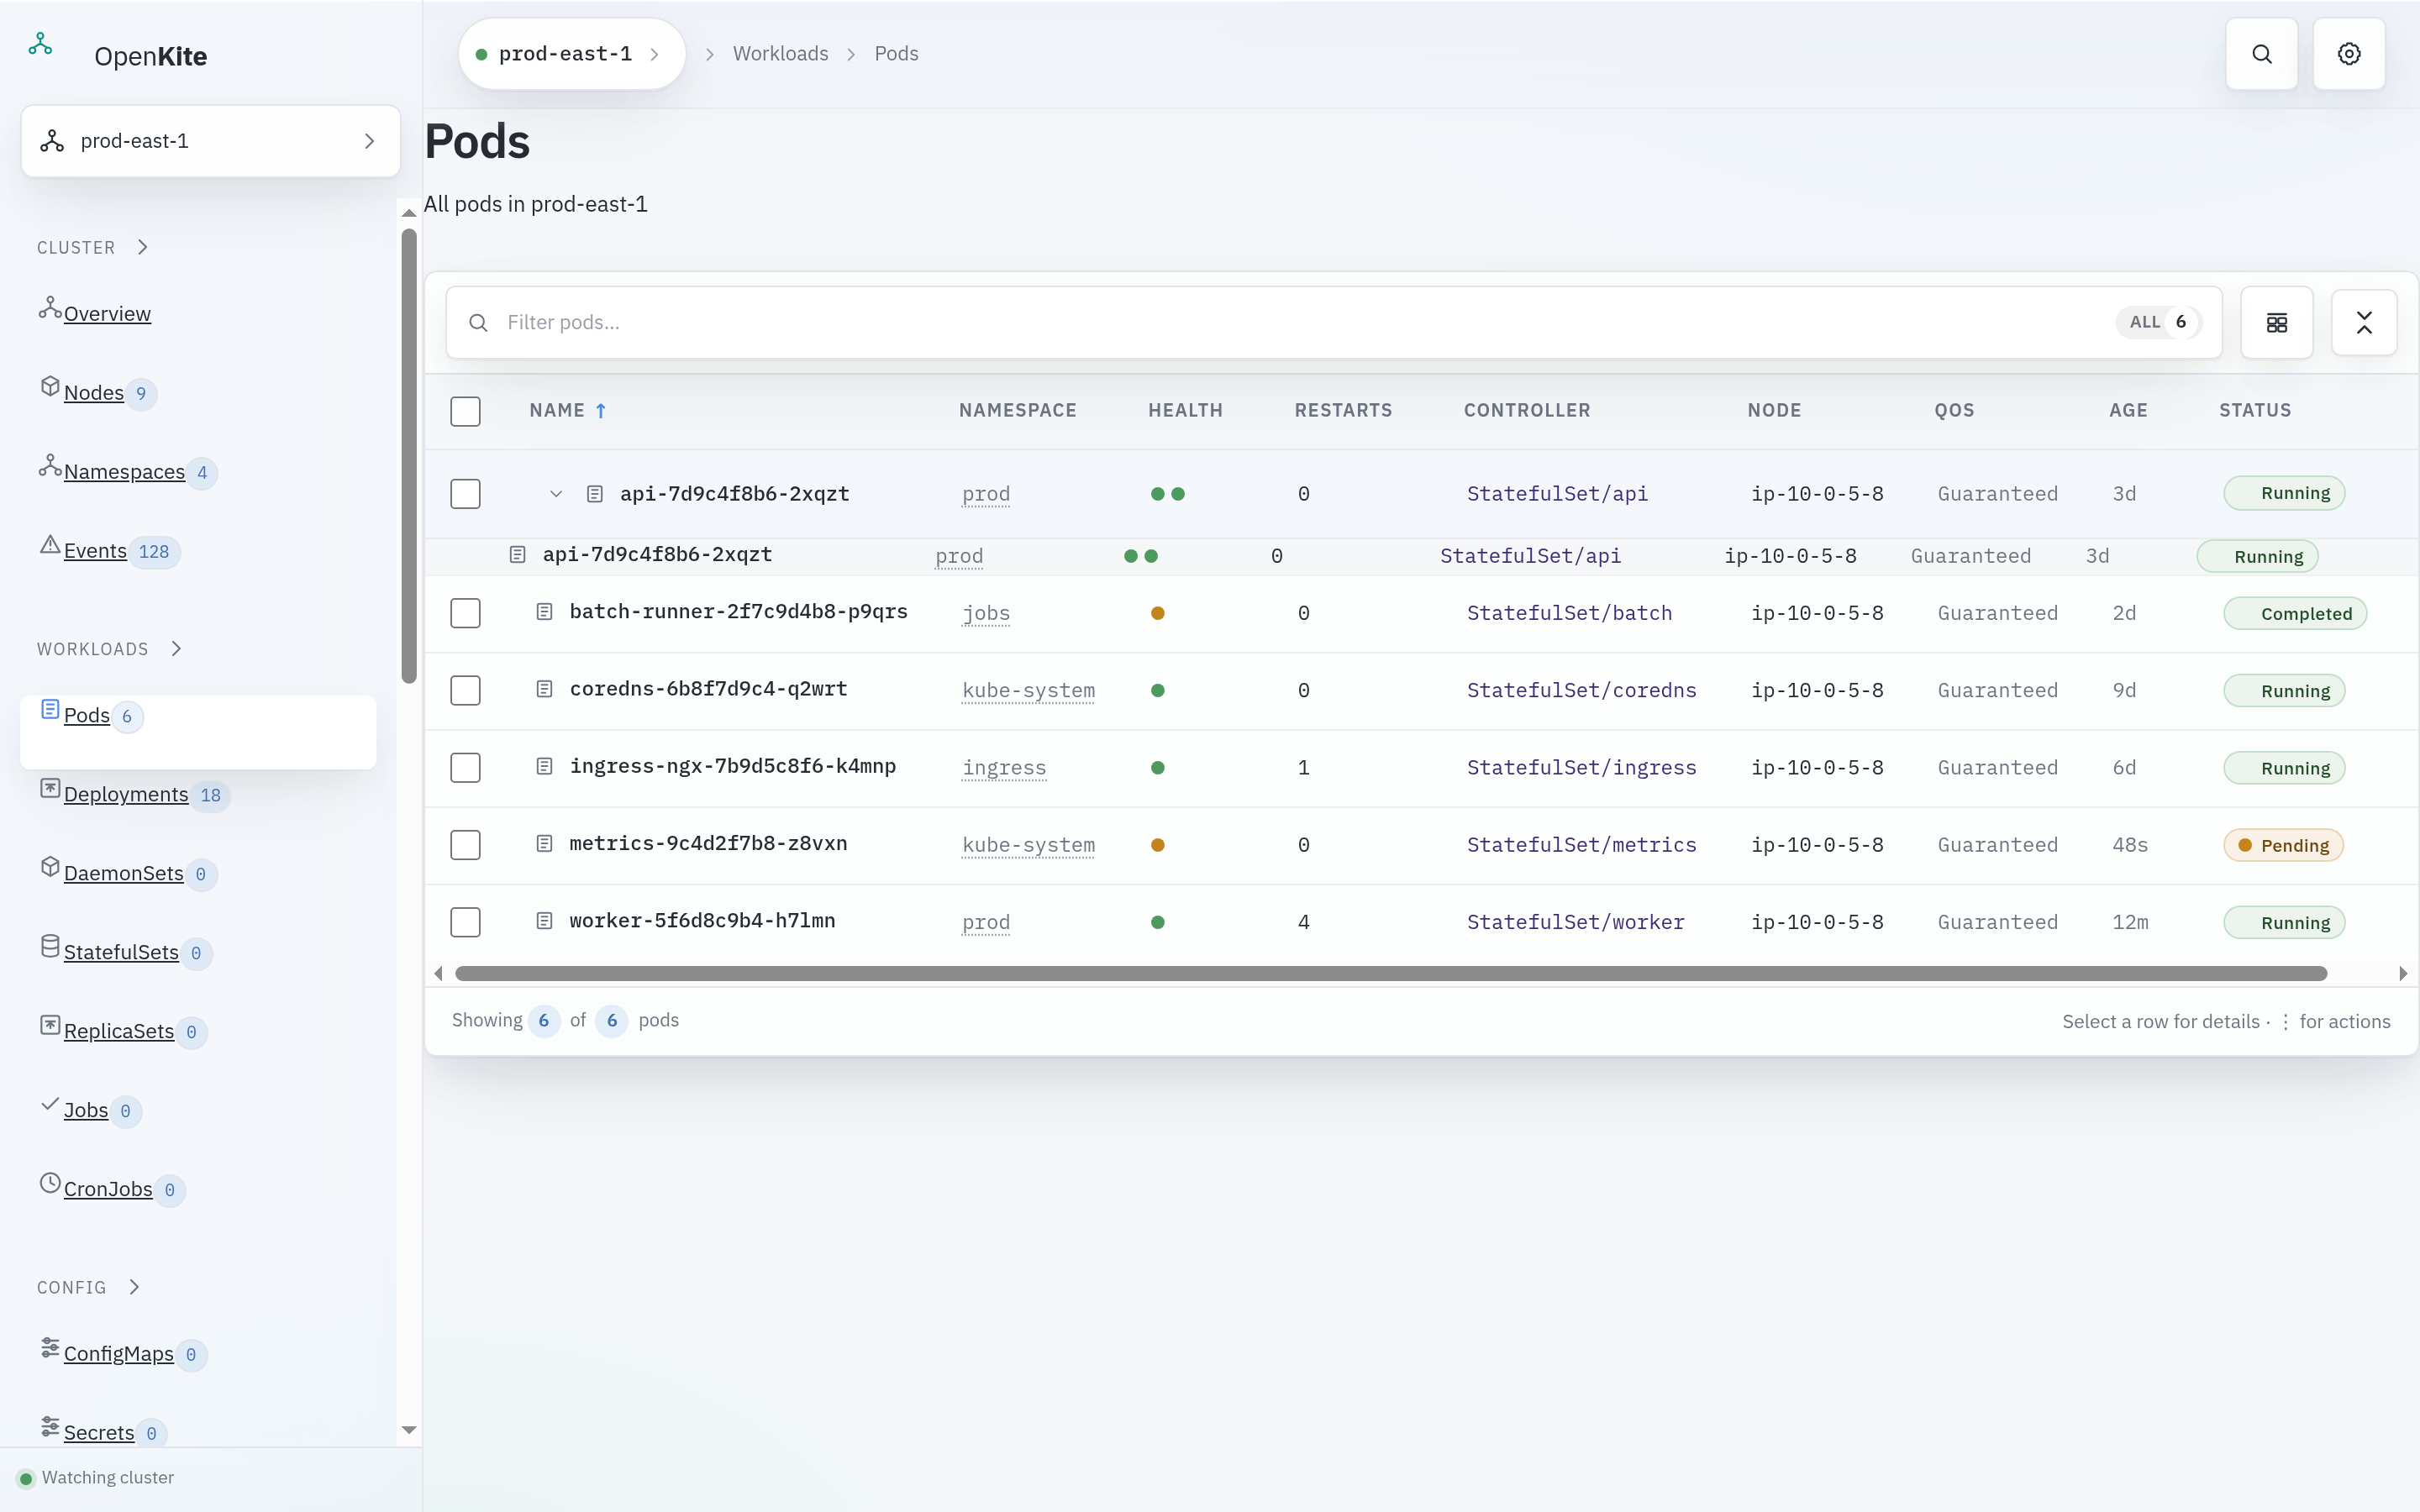 OpenKite
prod-east-1
CLUSTER
Overview
Nodes 9
Namespaces 4
Events 128
WORKLOADS
Pods 6
Deployments 18
DaemonSets 0
StatefulSets 0
ReplicaSets 0
Jobs 0
CronJobs 0
CONFIG
ConfigMaps 0
Secrets 0
Watching cluster
prod-east-1 Workloads Pods
Pods
All pods in prod-east-1
Filter pods... ALL 6
NAME ↑ NAMESPACE HEALTH RESTARTS CONTROLLER NODE QOS AGE STATUS
api-7d9c4f8b6-2xqzt prod 0 StatefulSet/api ip-10-0-5-8 Guaranteed 3d Running
api-7d9c4f8b6-2xqzt prod 0 StatefulSet/api ip-10-0-5-8 Guaranteed 3d Running
batch-runner-2f7c9d4b8-p9qrs jobs 0 StatefulSet/batch ip-10-0-5-8 Guaranteed 2d Completed
coredns-6b8f7d9c4-q2wrt kube-system 0 StatefulSet/coredns ip-10-0-5-8 Guaranteed 9d Running
ingress-ngx-7b9d5c8f6-k4mnp ingress 1 StatefulSet/ingress ip-10-0-5-8 Guaranteed 6d Running
metrics-9c4d2f7b8-z8vxn kube-system 0 StatefulSet/metrics ip-10-0-5-8 Guaranteed 48s Pending
worker-5f6d8c9b4-h7lmn prod 4 StatefulSet/worker ip-10-0-5-8 Guaranteed 12m Running
Showing 6 of 6 pods
Select a row for details · ⋮ for actions